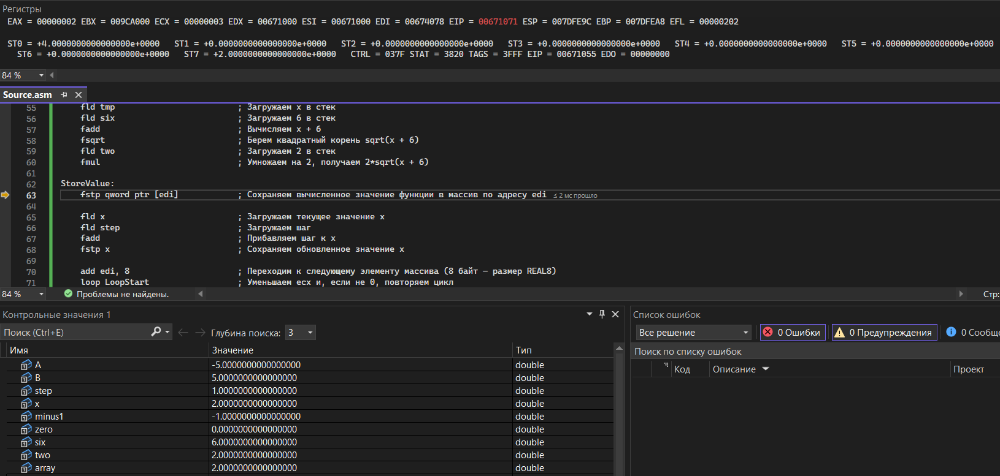 Регистры
EAX = 00000002 EBX = 009CA000 ECX = 00000003 EDX = 00671000 ESI = 00671000 EDI = 00674078 EIP = 00671071 ESP = 007DFE9C EBP = 007DFEA8 EFL = 00000202
ST0 = +4.0000000000000000e+0000 ST1 = +0.0000000000000000e+0000 ST2 = +0.0000000000000000e+0000 ST3 = +0.0000000000000000e+0000 ST4 = +0.0000000000000000e+0000 ST5 = +0.0000000000000000e+0000
ST6 = +0.0000000000000000e+0000 ST7 = +2.0000000000000000e+0000 CTRL = 037F STAT = 3820 TAGS = 3FFF EIP = 00671055 EDO = 00000000
84 %
Source.asm
55 fld tmp ; Загружаем x в стек
56 fld six ; Загружаем 6 в стек
57 fadd ; Вычисляем x + 6
58 fsqrt ; Берем квадратный корень sqrt(x + 6)
59 fld two ; Загружаем 2 в стек
60 fmul ; Умножаем на 2, получаем 2*sqrt(x + 6)
61
62 StoreValue:
63 fstp qword ptr [edi] ; Сохраняем вычисленное значение функции в массив по адресу edi ≤ 2 мс прошло
64
65 fld x ; Загружаем текущее значение x
66 fld step ; Загружаем шаг
67 fadd ; Прибавляем шаг к x
68 fstp x ; Сохраняем обновленное значение x
69
70 add edi, 8 ; Переходим к следующему элементу массива (8 байт — размер REAL8)
71 loop LoopStart ; Уменьшаем ecx и, если не 0, повторяем цикл
84 % Проблемы не найдены. Стр:
Контрольные значения 1
Поиск (Ctrl+E) Глубина поиска: 3
Имя Значение Тип
A -5.0000000000000000 double
B 5.0000000000000000 double
step 1.0000000000000000 double
x 2.0000000000000000 double
minus1 -1.0000000000000000 double
zero 0.0000000000000000 double
six 6.0000000000000000 double
two 2.0000000000000000 double
array 2.0000000000000000 double
Список ошибок
Все решение 0 Ошибки 0 Предупреждения 0 Сообще
Поиск по списку ошибок
Код Описание Проект